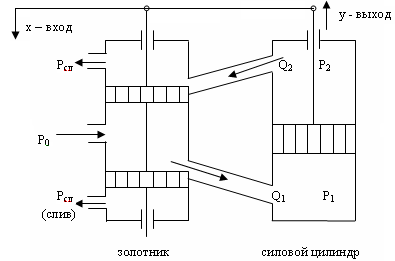 x – вход
y - выход
Pсл
Q2
P2
P0
Pсл
(слив)
Q1
P1
золотник
силовой цилиндр